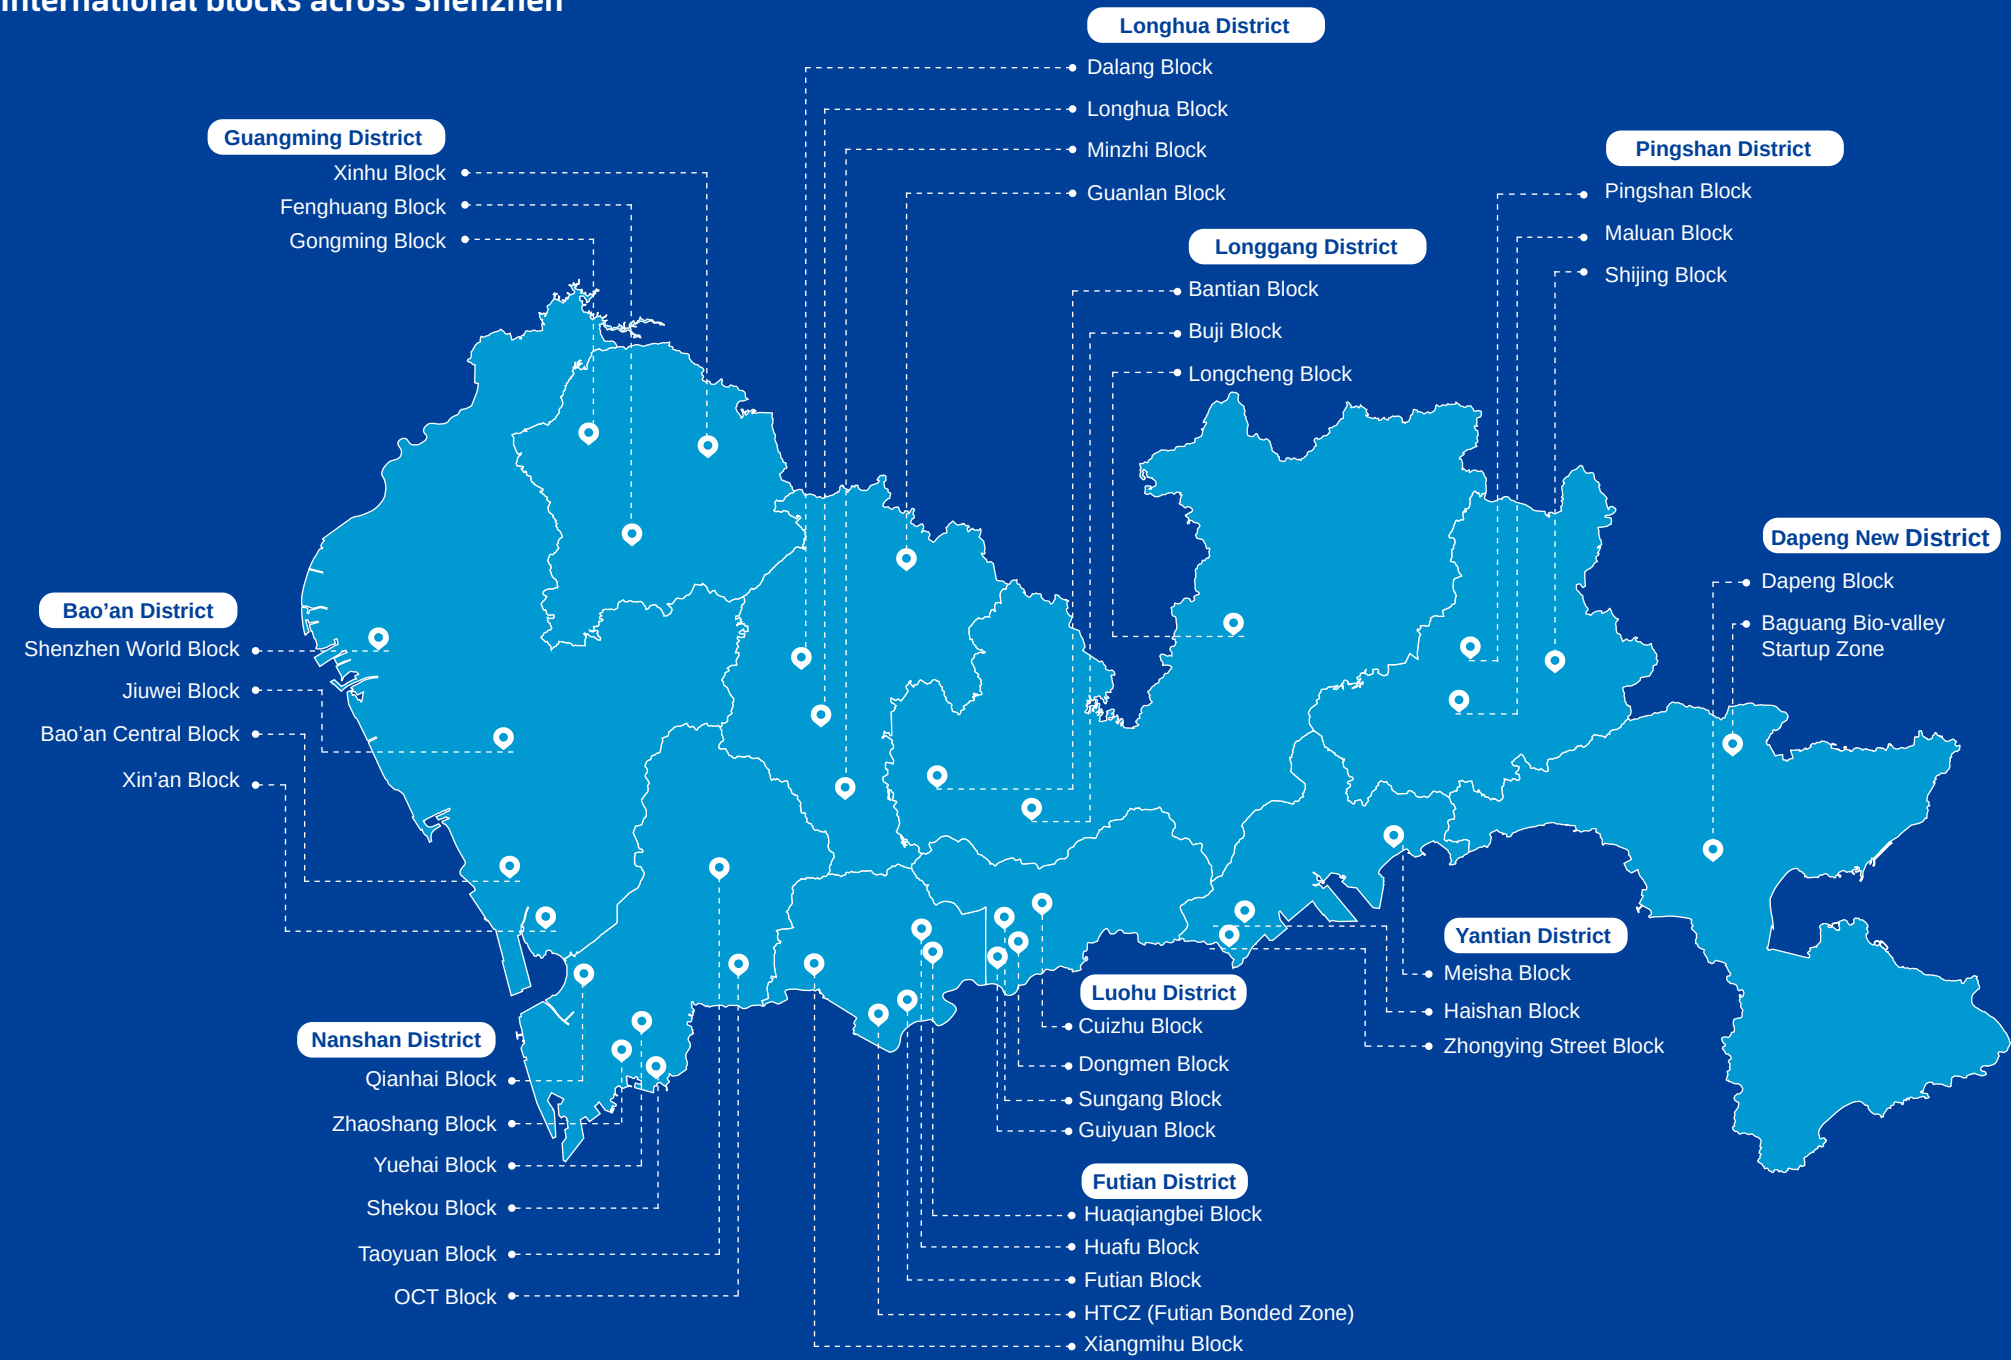 International blocks across Shenzhen
Longhua District
Dalang Block
Longhua Block
Minzhi Block
Guanlan Block
Guangming District
Xinhu Block
Fenghuang Block
Gongming Block
Pingshan District
Pingshan Block
Maluan Block
Shijing Block
Longgang District
Bantian Block
Buji Block
Longcheng Block
Dapeng New District
Dapeng Block
Baguang Bio-valley
Startup Zone
Bao’an District
Shenzhen World Block
Jiuwei Block
Bao’an Central Block
Xin’an Block
Yantian District
Meisha Block
Haishan Block
Zhongying Street Block
Luohu District
Cuizhu Block
Dongmen Block
Sungang Block
Guiyuan Block
Nanshan District
Qianhai Block
Zhaoshang Block
Yuehai Block
Shekou Block
Taoyuan Block
OCT Block
Futian District
Huaqiangbei Block
Huafu Block
Futian Block
HTCZ (Futian Bonded Zone)
Xiangmihu Block